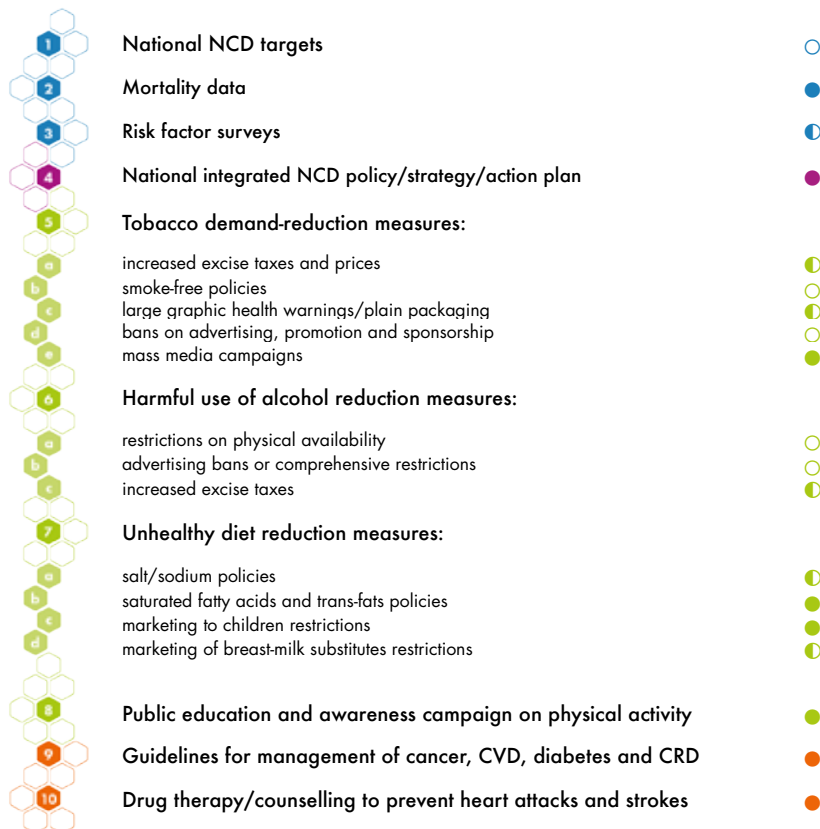 1 National NCD targets
2 Mortality data
3 Risk factor surveys
4 National integrated NCD policy/strategy/action plan
5 Tobacco demand-reduction measures:
a increased excise taxes and prices
b smoke-free policies
c large graphic health warnings/plain packaging
d bans on advertising, promotion and sponsorship
e mass media campaigns
6 Harmful use of alcohol reduction measures:
a restrictions on physical availability
b advertising bans or comprehensive restrictions
c increased excise taxes
7 Unhealthy diet reduction measures:
a salt/sodium policies
b saturated fatty acids and trans-fats policies
c marketing to children restrictions
d marketing of breast-milk substitutes restrictions
8 Public education and awareness campaign on physical activity
9 Guidelines for management of cancer, CVD, diabetes and CRD
10 Drug therapy/counselling to prevent heart attacks and strokes